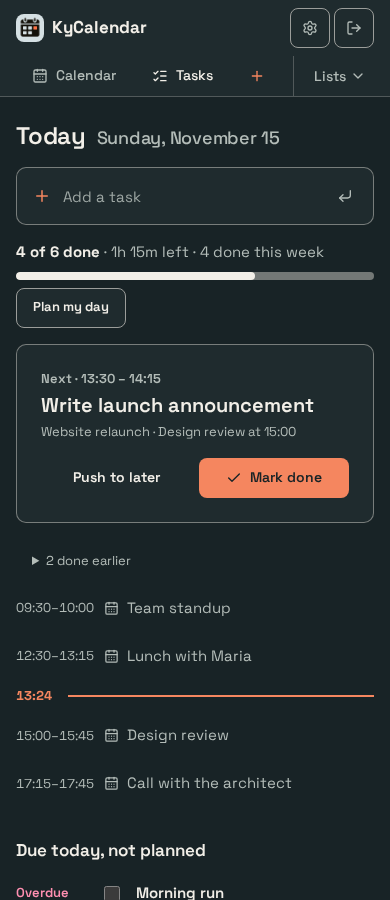 KyCalendar
Calendar Tasks + Lists
Today Sunday, November 15
+ Add a task
4 of 6 done · 1h 15m left · 4 done this week
Plan my day
Next · 13:30 – 14:15
Write launch announcement
Website relaunch · Design review at 15:00
Push to later Mark done
2 done earlier
09:30–10:00 Team standup
12:30–13:15 Lunch with Maria
13:24
15:00–15:45 Design review
17:15–17:45 Call with the architect
Due today, not planned
Overdue Morning run